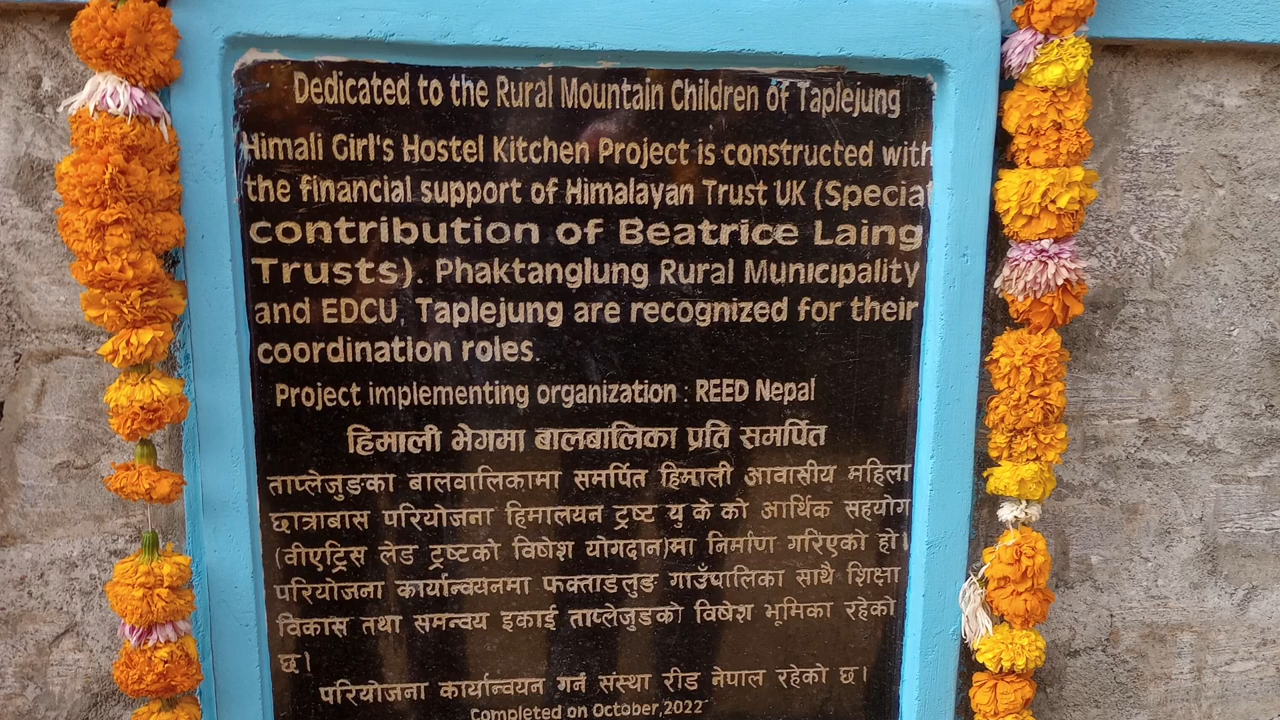 Dedicated to the Rural Mountain Children of Taplejung
Himali Girl's Hostel Kitchen Project is constructed with
the financial support of Himalayan Trust UK (Special
contribution of Beatrice Laing
Trusts). Phaktanglung Rural Municipality
and EDCU, Taplejung are recognized for their
coordination roles.
Project implementing organization : REED Nepal
हिमाली भेगमा बालबालिका प्रति समर्पित
ताप्लेजुङका बालवालिकामा समर्पित हिमाली आवासीय महिला
छात्राबास परियोजना हिमालयन ट्रष्ट यु के को आर्थिक सहयोग
(वीएट्रिस लेड ट्रष्टको विषेश योगदान)मा निर्माण गरिएको हो।
परियोजना कार्यान्वयनमा फक्ताडलुङ गाउँपालिका साथै शिक्षा
विकास तथा समन्वय इकाई ताप्लेजुडको विषेश भूमिका रहेको
छ।
परियोजना कार्यान्वयन गर्न संस्था रीड नेपाल रहेको छ।
Completed on October,2022